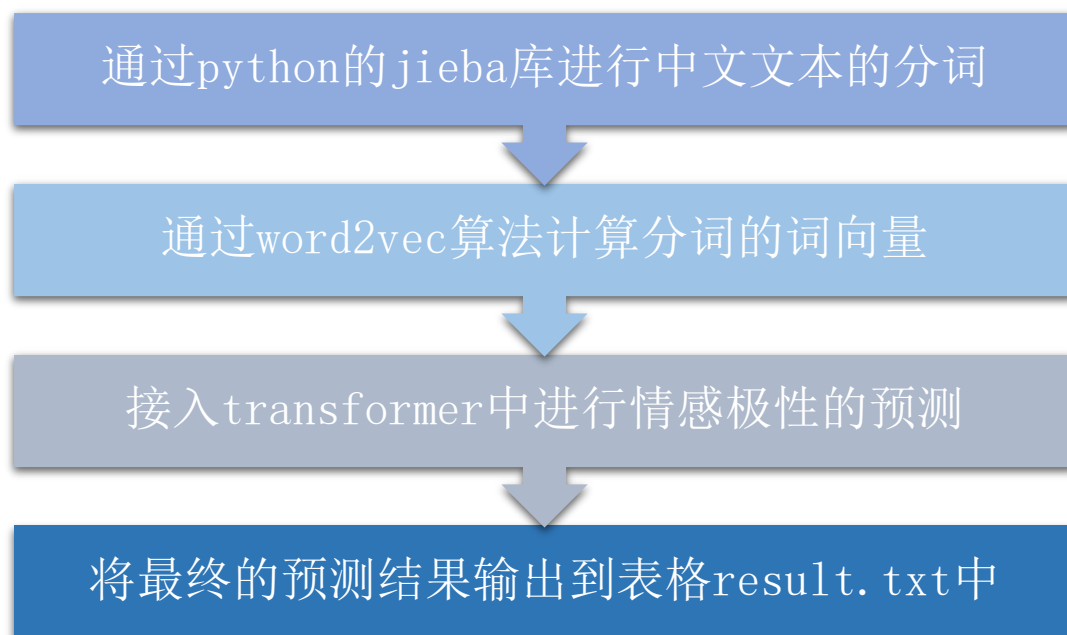 通过python的jieba库进行中文文本的分词
通过word2vec算法计算分词的词向量
接入transformer中进行情感极性的预测
将最终的预测结果输出到表格result.txt中